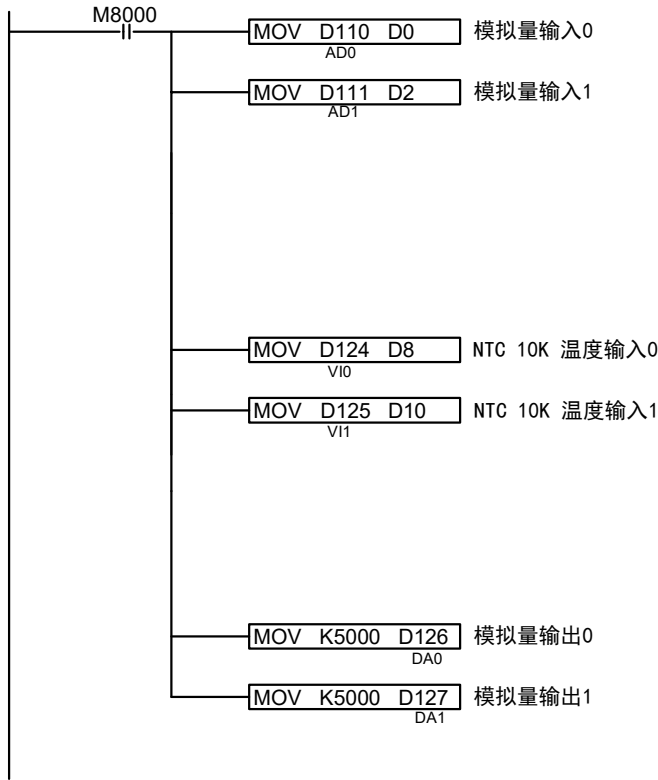 M8000
MOV D110 D0 模拟量输入0
AD0
MOV D111 D2 模拟量输入1
AD1
MOV D124 D8 NTC 10K 温度输入0
VI0
MOV D125 D10 NTC 10K 温度输入1
VI1
MOV K5000 D126 模拟量输出0
DA0
MOV K5000 D127 模拟量输出1
DA1